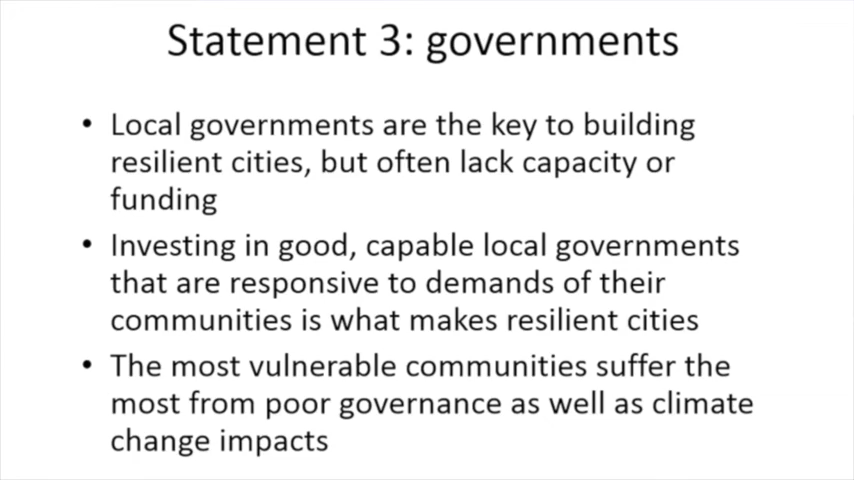 Statement 3: governments
• Local governments are the key to building
resilient cities, but often lack capacity or
funding
• Investing in good, capable local governments
that are responsive to demands of their
communities is what makes resilient cities
• The most vulnerable communities suffer the
most from poor governance as well as climate
change impacts